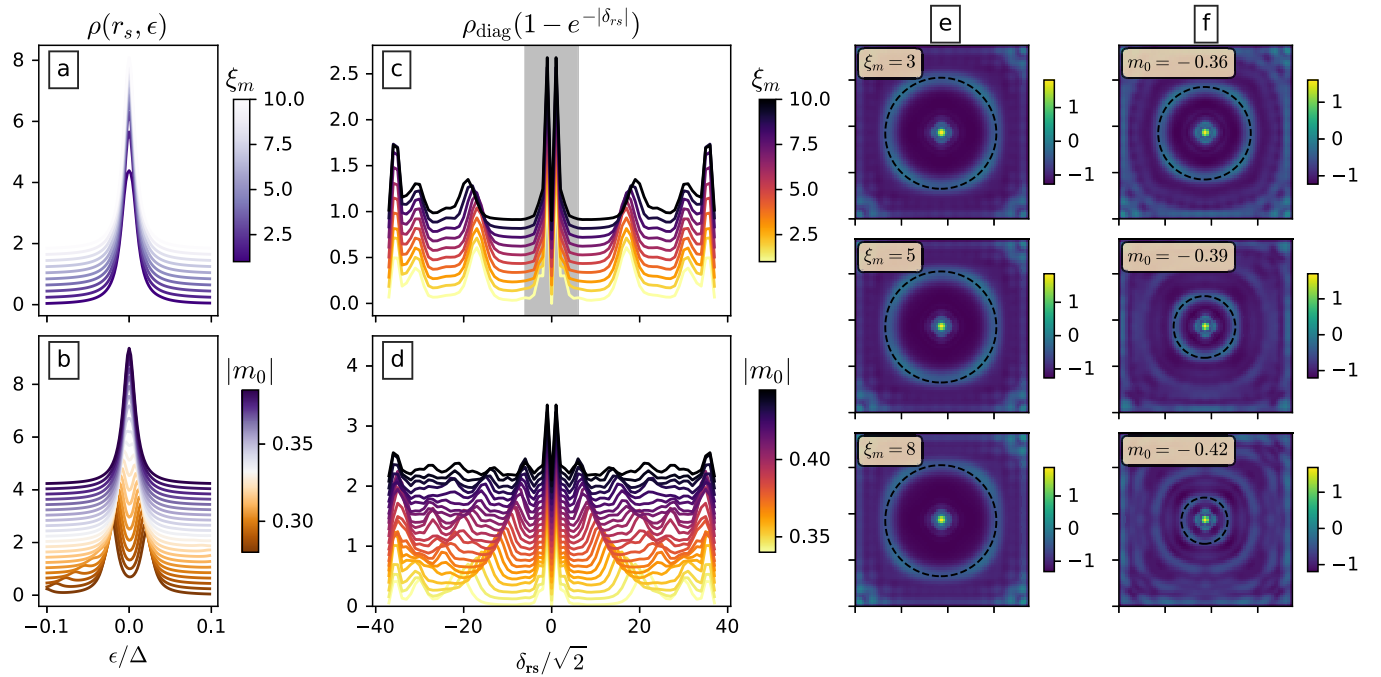 ρ(r_s, ϵ)
ρ_diag(1 − e^{−|δ_rs|})
e
f
a
8
6
4
2
0
ξ_m
10.0
7.5
5.0
2.5
c
2.5
2.0
1.5
1.0
0.5
0.0
ξ_m
10.0
7.5
5.0
2.5
ξ_m = 3
1
0
−1
m_0 = −0.36
1
0
−1
b
8
6
4
2
0
|m_0|
0.35
0.30
−0.1
0.0
0.1
ϵ/Δ
d
4
3
2
1
0
|m_0|
0.40
0.35
−40
−20
0
20
40
δ_rs/√2
ξ_m = 5
1
0
−1
m_0 = −0.39
1
0
−1
ξ_m = 8
1
0
−1
m_0 = −0.42
1
0
−1